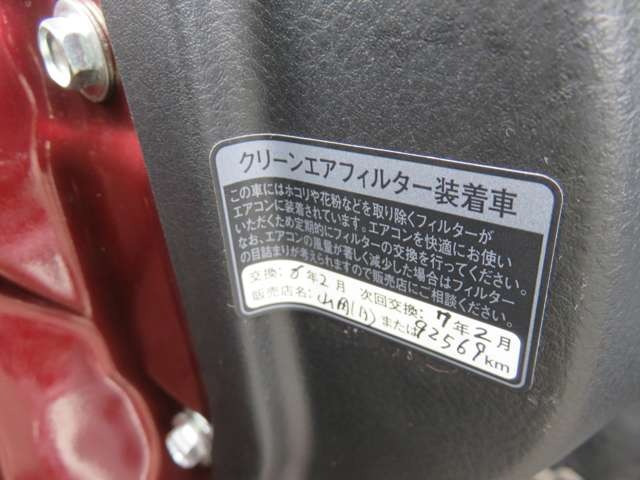 クリーンエアフィルター装着車
この車にはホコリや花粉などを取り除くフィルターが
エアコンに装着されています。エアコンを快適にお使い
いただくため定期的にフィルターの交換を行ってください。
なお、エアコンの風量が著しく減少した場合はフィルター
の目詰まりが考えられますので販売店にご相談ください。
交換: 年2月 次回交換:7年2月
販売店名: または92569km